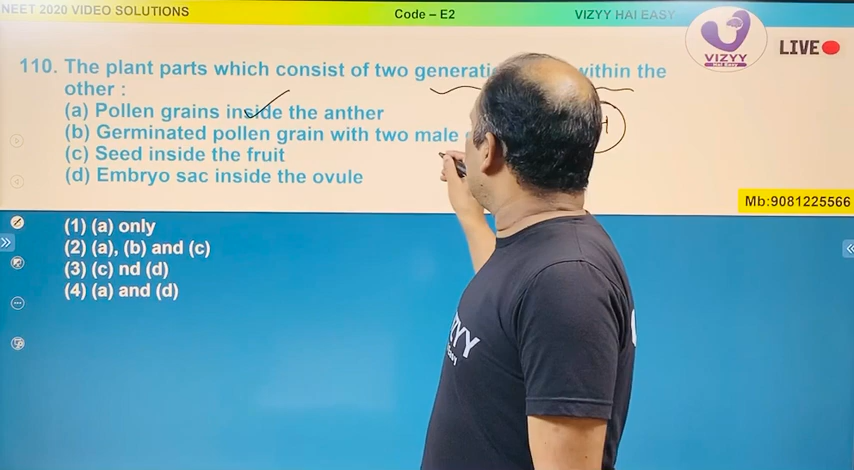 NEET 2020 VIDEO SOLUTIONS
Code – E2
VIZYY HAI EASY
VIZYY
Hai Easy
LIVE
110. The plant parts which consist of two generati within the
other :
(a) Pollen grains inside the anther
(b) Germinated pollen grain with two male
(c) Seed inside the fruit
(d) Embryo sac inside the ovule
Mb:9081225566
(1) (a) only
(2) (a), (b) and (c)
(3) (c) nd (d)
(4) (a) and (d)